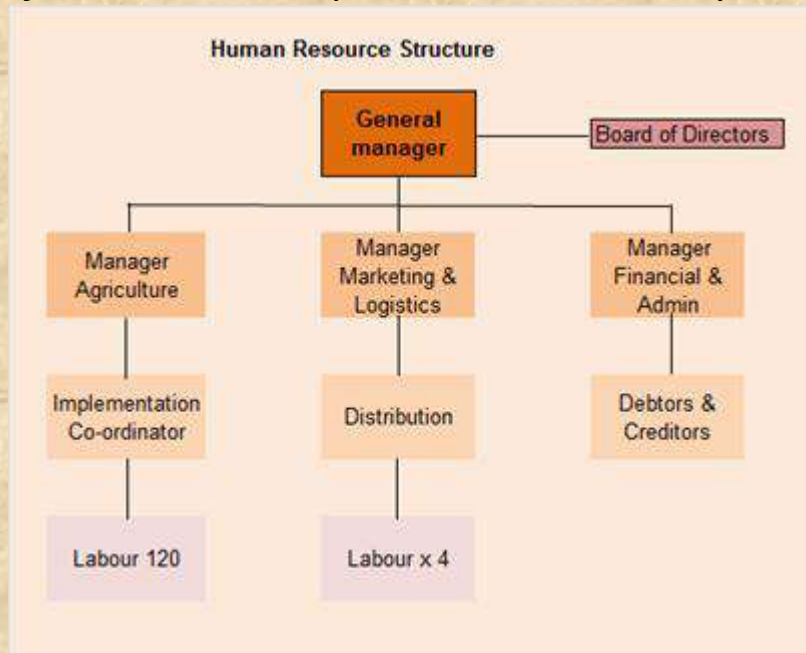 Human Resource Structure
General
manager
Board of Directors
Manager
Agriculture
Manager
Marketing &
Logistics
Manager
Financial &
Admin
Implementation
Co-ordinator
Distribution
Debtors &
Creditors
Labour 120
Labour x 4